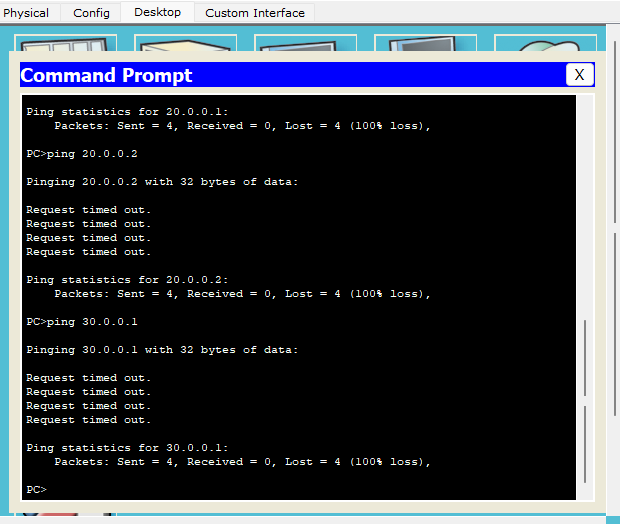 Physical Config Desktop Custom Interface
Command Prompt X
Ping statistics for 20.0.0.1:
    Packets: Sent = 4, Received = 0, Lost = 4 (100% loss),
PC>ping 20.0.0.2
Pinging 20.0.0.2 with 32 bytes of data:
Request timed out.
Request timed out.
Request timed out.
Request timed out.
Ping statistics for 20.0.0.2:
    Packets: Sent = 4, Received = 0, Lost = 4 (100% loss),
PC>ping 30.0.0.1
Pinging 30.0.0.1 with 32 bytes of data:
Request timed out.
Request timed out.
Request timed out.
Request timed out.
Ping statistics for 30.0.0.1:
    Packets: Sent = 4, Received = 0, Lost = 4 (100% loss),
PC>